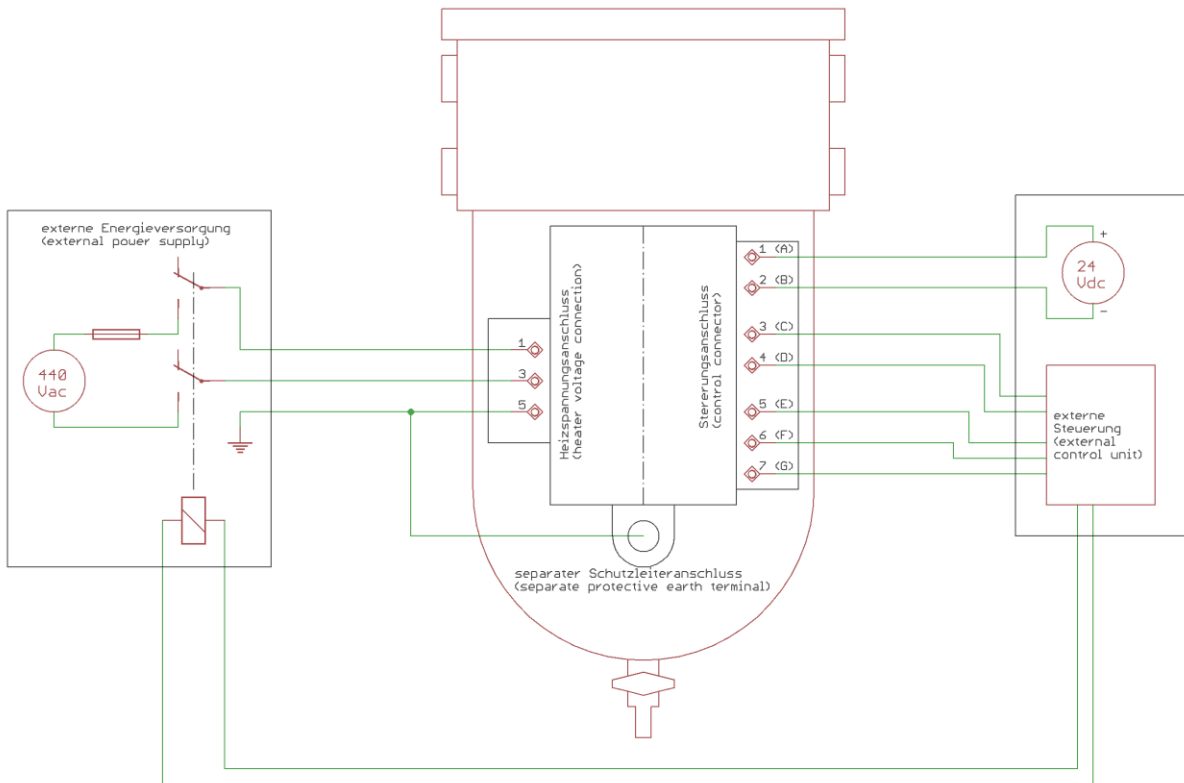 externe Energieversorgung
(external power supply)
440
Vac
1
3
5
Heizspannungsanschluss
(heater voltage connection)
Stererungsanschluss
(control connector)
1 (A)
2 (B)
3 (C)
4 (D)
5 (E)
6 (F)
7 (G)
separater Schutzleiteranschluss
(separate protective earth terminal)
+
24
Vdc
-
externe
Steuerung
(external
control unit)